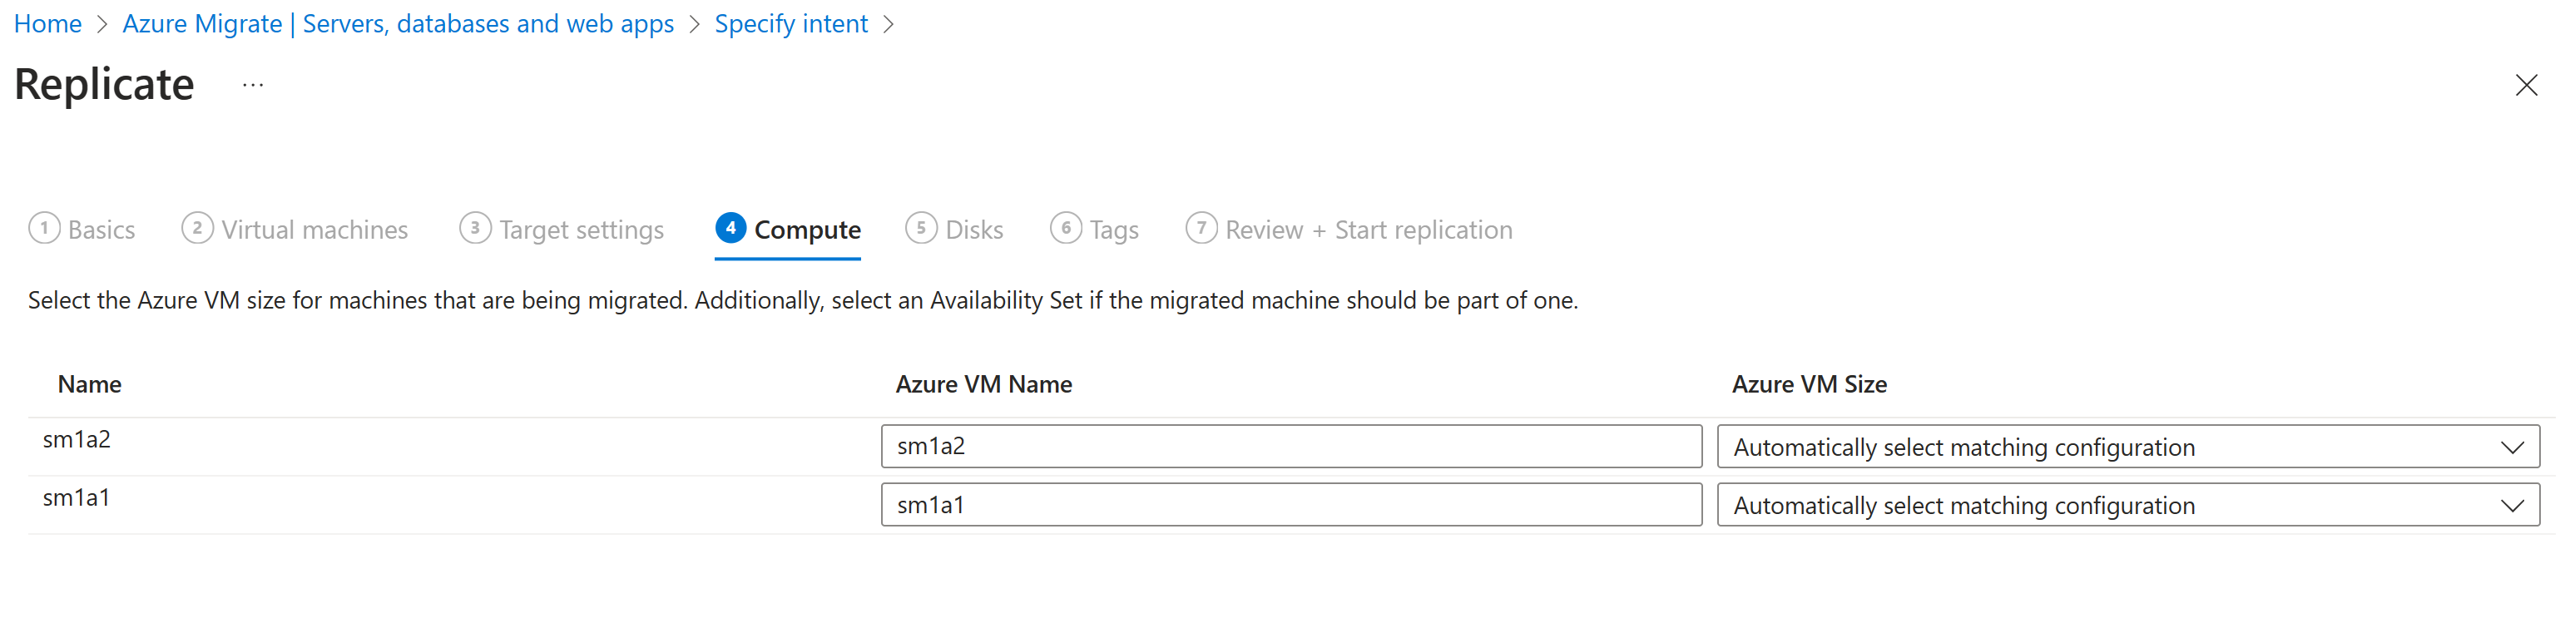 Home > Azure Migrate | Servers, databases and web apps > Specify intent >
Replicate ...
1 Basics 2 Virtual machines 3 Target settings 4 Compute 5 Disks 6 Tags 7 Review + Start replication
Select the Azure VM size for machines that are being migrated. Additionally, select an Availability Set if the migrated machine should be part of one.
Name Azure VM Name Azure VM Size
sm1a2 sm1a2 Automatically select matching configuration
sm1a1 sm1a1 Automatically select matching configuration